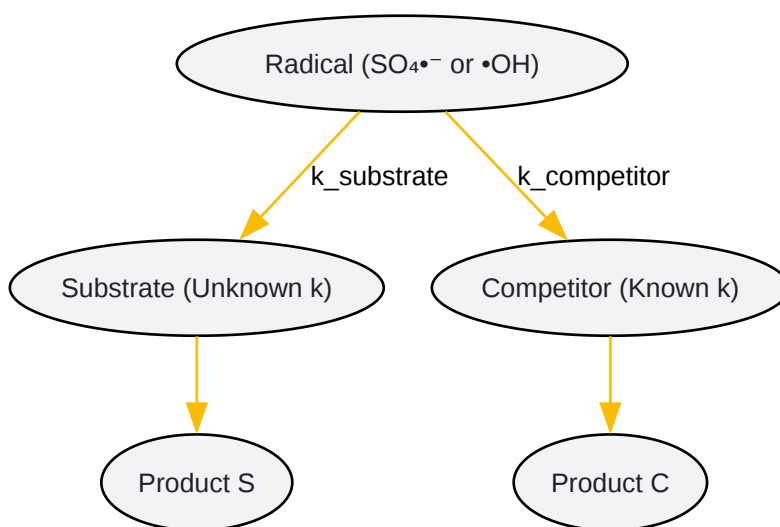 Radical (SO₄•⁻ or •OH)
k_substrate
k_competitor
Substrate (Unknown k)
Competitor (Known k)
Product S
Product C